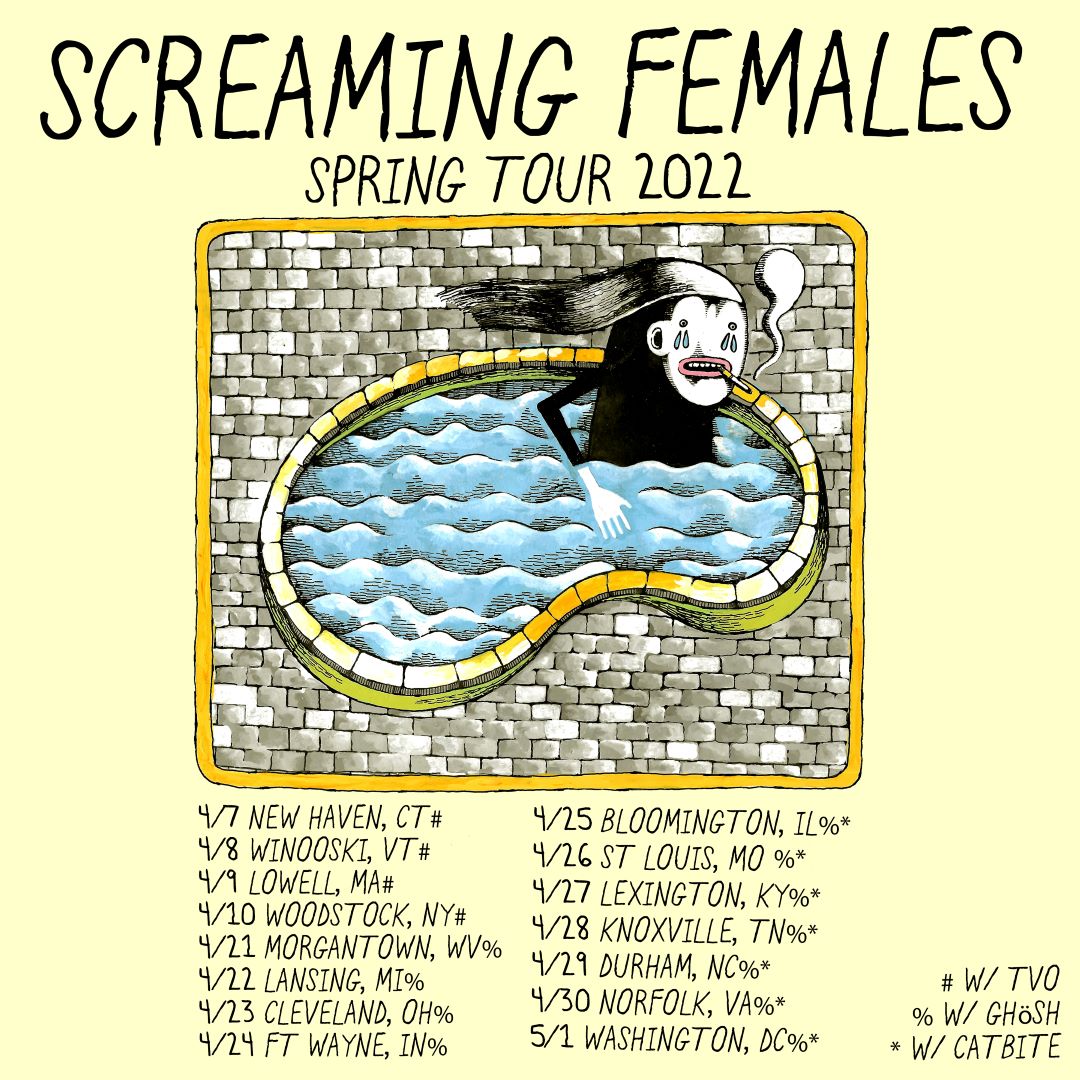 SCREAMING FEMALES
SPRING TOUR 2022
4/7 NEW HAVEN, CT#
4/8 WINOOSKI, VT#
4/9 LOWELL, MA#
4/10 WOODSTOCK, NY#
4/21 MORGANTOWN, WV%
4/22 LANSING, MI%
4/23 CLEVELAND, OH%
4/24 FT WAYNE, IN%
4/25 BLOOMINGTON, IL%*
4/26 ST LOUIS, MO %*
4/27 LEXINGTON, KY%*
4/28 KNOXVILLE, TN%*
4/29 DURHAM, NC%*
4/30 NORFOLK, VA%*
5/1 WASHINGTON, DC%*
# W/ TVO
% W/ GHöSH
* W/ CATBITE